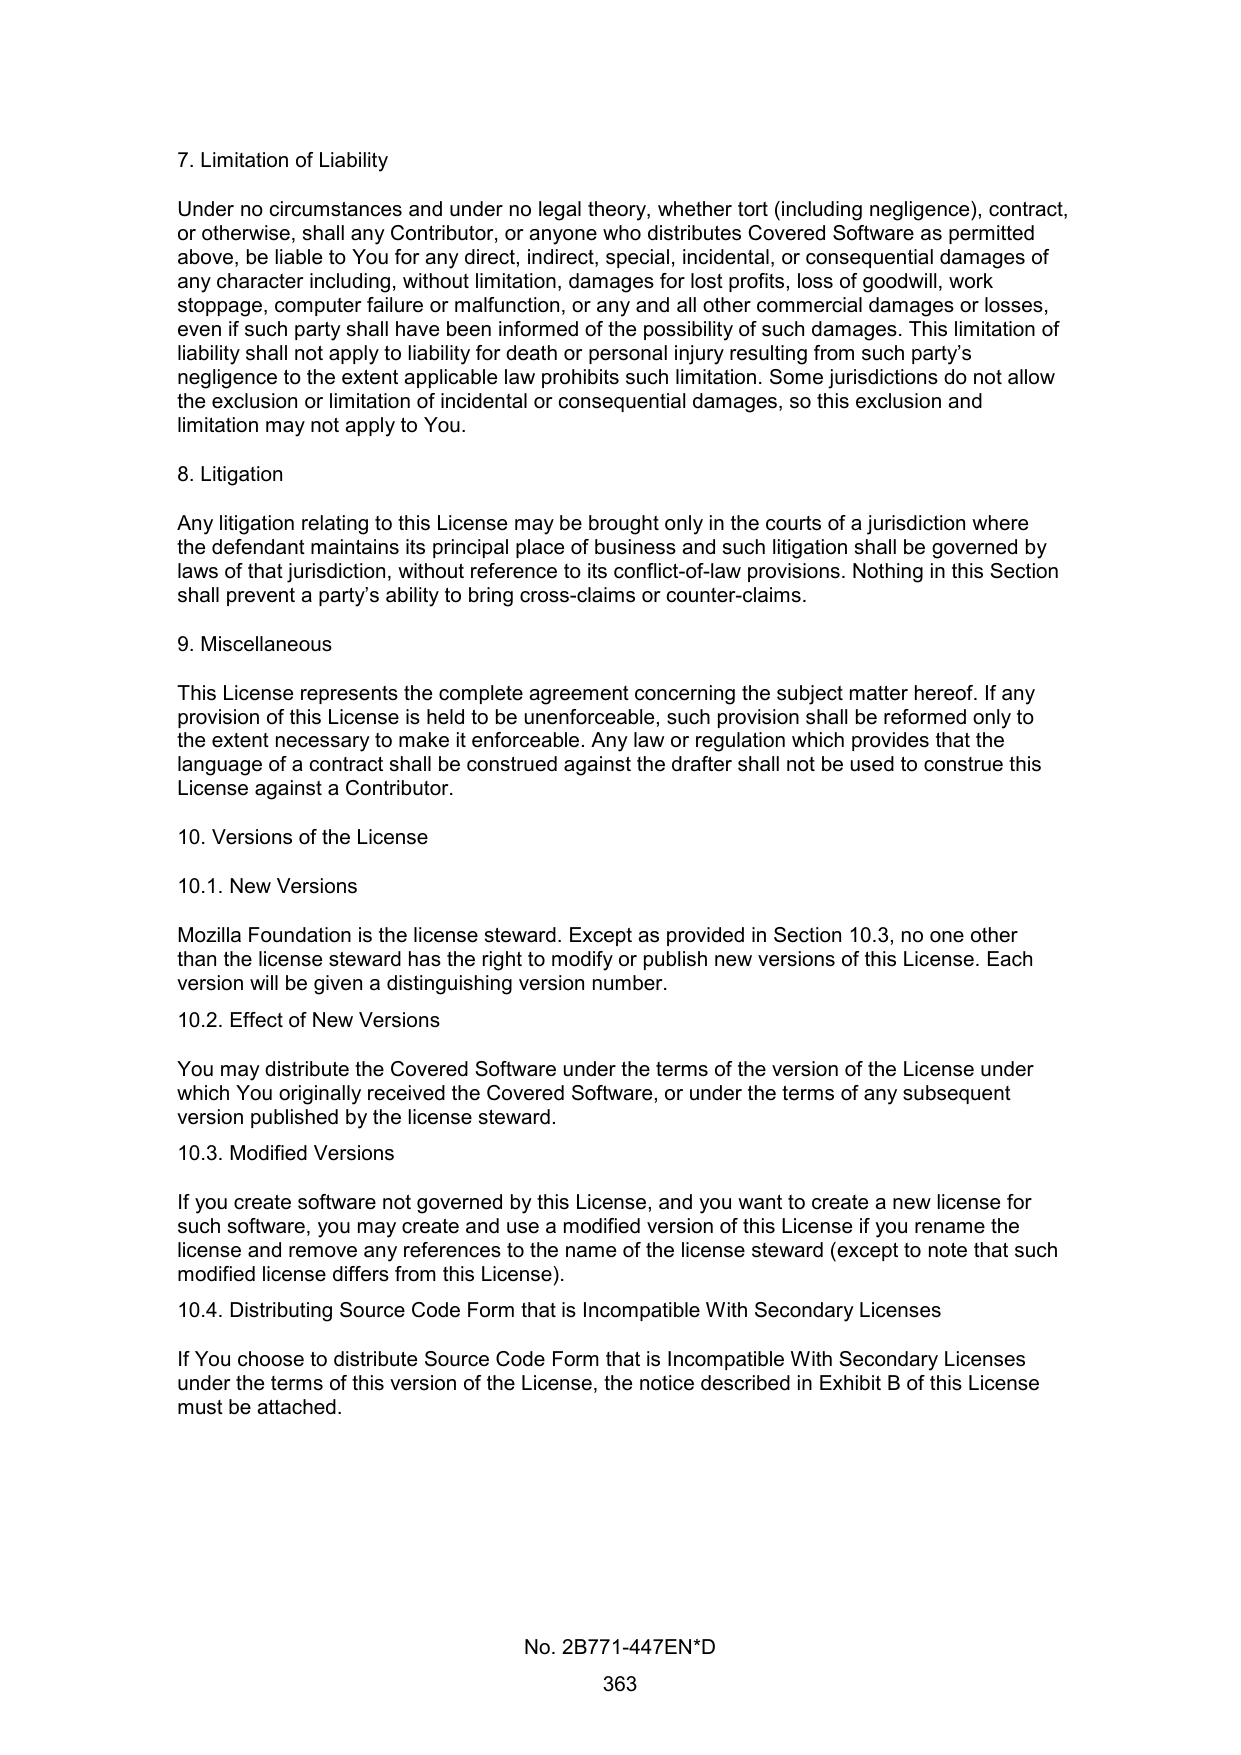 7. Limitation of Liability
Under no circumstances and under no legal theory, whether tort (including negligence), contract,
or otherwise, shall any Contributor, or anyone who distributes Covered Software as permitted
above, be liable to You for any direct, indirect, special, incidental, or consequential damages of
any character including, without limitation, damages for lost profits, loss of goodwill, work
stoppage, computer failure or malfunction, or any and all other commercial damages or losses,
even if such party shall have been informed of the possibility of such damages. This limitation of
liability shall not apply to liability for death or personal injury resulting from such party’s
negligence to the extent applicable law prohibits such limitation. Some jurisdictions do not allow
the exclusion or limitation of incidental or consequential damages, so this exclusion and
limitation may not apply to You.
8. Litigation
Any litigation relating to this License may be brought only in the courts of a jurisdiction where
the defendant maintains its principal place of business and such litigation shall be governed by
laws of that jurisdiction, without reference to its conflict-of-law provisions. Nothing in this Section
shall prevent a party’s ability to bring cross-claims or counter-claims.
9. Miscellaneous
This License represents the complete agreement concerning the subject matter hereof. If any
provision of this License is held to be unenforceable, such provision shall be reformed only to
the extent necessary to make it enforceable. Any law or regulation which provides that the
language of a contract shall be construed against the drafter shall not be used to construe this
License against a Contributor.
10. Versions of the License
10.1. New Versions
Mozilla Foundation is the license steward. Except as provided in Section 10.3, no one other
than the license steward has the right to modify or publish new versions of this License. Each
version will be given a distinguishing version number.
10.2. Effect of New Versions
You may distribute the Covered Software under the terms of the version of the License under
which You originally received the Covered Software, or under the terms of any subsequent
version published by the license steward.
10.3. Modified Versions
If you create software not governed by this License, and you want to create a new license for
such software, you may create and use a modified version of this License if you rename the
license and remove any references to the name of the license steward (except to note that such
modified license differs from this License).
10.4. Distributing Source Code Form that is Incompatible With Secondary Licenses
If You choose to distribute Source Code Form that is Incompatible With Secondary Licenses
under the terms of this version of the License, the notice described in Exhibit B of this License
must be attached.
No. 2B771-447EN*D
363